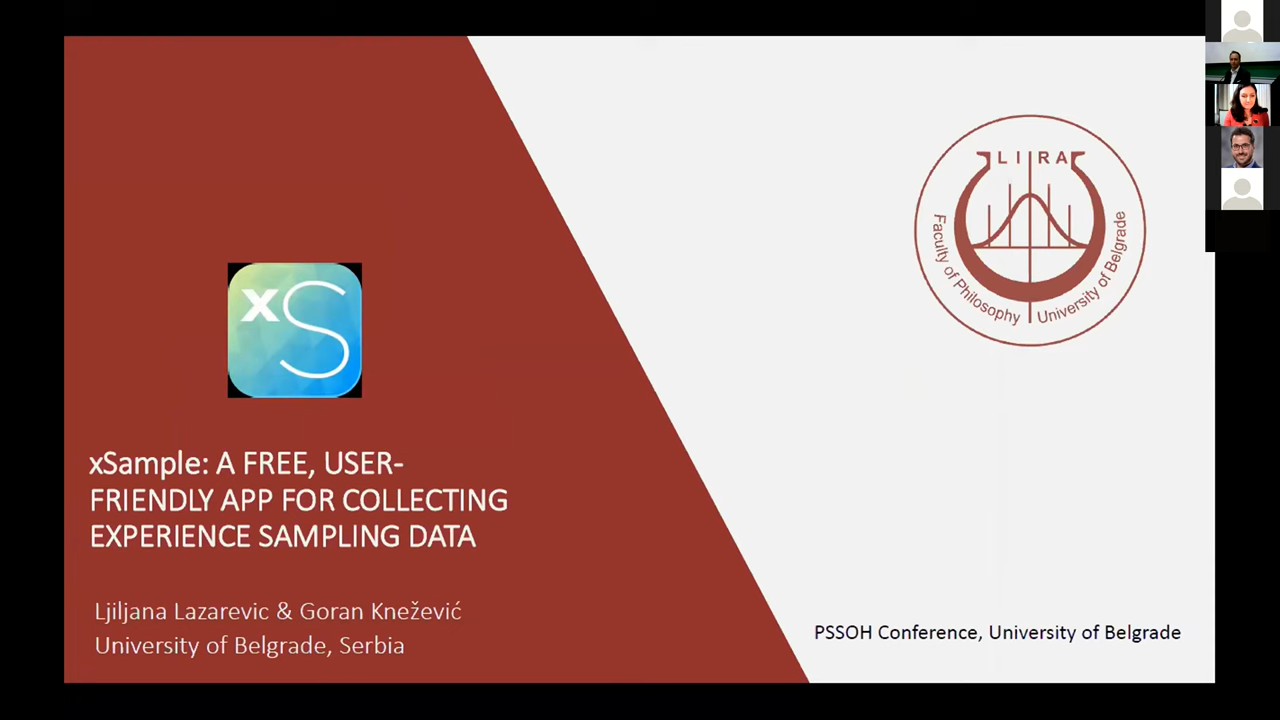 LIRA
Faculty of Philosophy
University of Belgrade
xS
xSample: A FREE, USER-
FRIENDLY APP FOR COLLECTING
EXPERIENCE SAMPLING DATA
Ljiljana Lazarevic & Goran Knežević
University of Belgrade, Serbia
PSSOH Conference, University of Belgrade